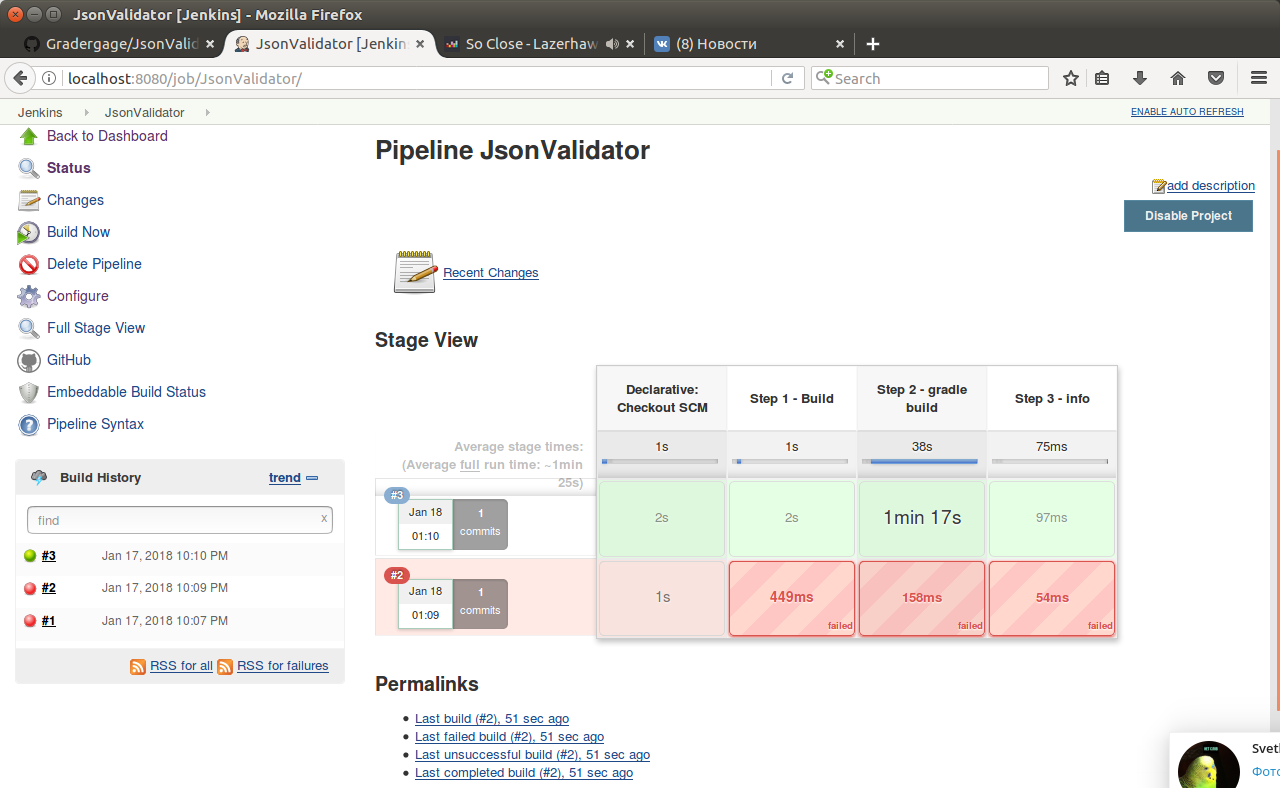 JsonValidator [Jenkins] - Mozilla Firefox
Gradergage/JsonValid
JsonValidator [Jenkin
So Close - Lazerhaw
(8) Новости
localhost:8080/job/JsonValidator/
Search
Jenkins
JsonValidator
ENABLE AUTO REFRESH
Back to Dashboard
Status
Changes
Build Now
Delete Pipeline
Configure
Full Stage View
GitHub
Embeddable Build Status
Pipeline Syntax
Build History
trend
find
x
#3 Jan 17, 2018 10:10 PM
#2 Jan 17, 2018 10:09 PM
#1 Jan 17, 2018 10:07 PM
RSS for all RSS for failures
Pipeline JsonValidator
add description
Disable Project
Recent Changes
Stage View
Declarative:
Checkout SCM
Step 1 - Build
Step 2 - gradle
build
Step 3 - info
Average stage times:
(Average full run time: ~1min
25s)
1s
1s
38s
75ms
#3
Jan 18
01:10
1
commits
2s
2s
1min 17s
97ms
#2
Jan 18
01:09
1
commits
1s
449ms
failed
158ms
failed
54ms
failed
Permalinks
Last build (#2), 51 sec ago
Last failed build (#2), 51 sec ago
Last unsuccessful build (#2), 51 sec ago
Last completed build (#2), 51 sec ago
Svetl
Фото